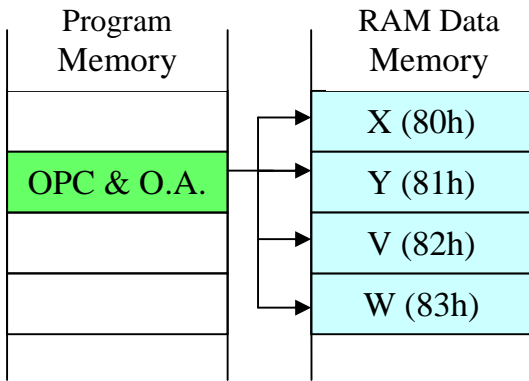 Program
Memory
RAM Data
Memory
OPC & O.A.
X (80h)
Y (81h)
V (82h)
W (83h)